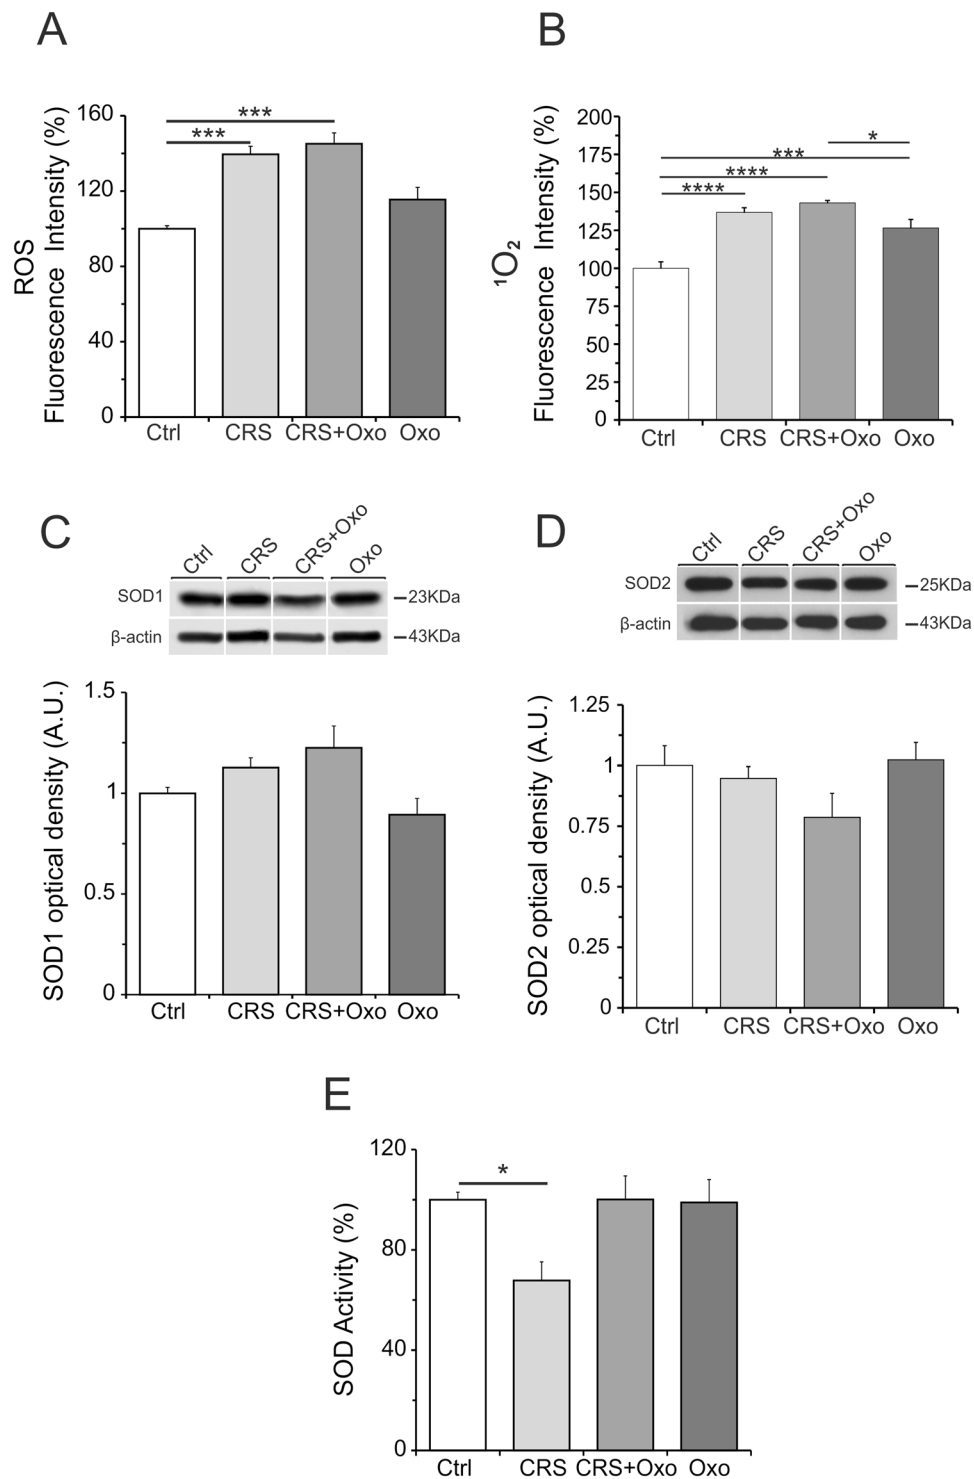 A
ROS
Fluorescence Intensity (%)
160
120
80
40
0
***
***
Ctrl CRS CRS+Oxo Oxo
B
¹O₂
Fluorescence Intensity (%)
200
175
150
125
100
75
50
25
0
*
***
****
****
Ctrl CRS CRS+Oxo Oxo
C
Ctrl CRS CRS+Oxo Oxo
SOD1 –23KDa
β-actin –43KDa
SOD1 optical density (A.U.)
1.5
1
0.5
0
Ctrl CRS CRS+Oxo Oxo
D
Ctrl CRS CRS+Oxo Oxo
SOD2 –25KDa
β-actin –43KDa
SOD2 optical density (A.U.)
1.25
1
0.75
0.5
0.25
0
Ctrl CRS CRS+Oxo Oxo
E
SOD Activity (%)
120
80
40
0
*
Ctrl CRS CRS+Oxo Oxo